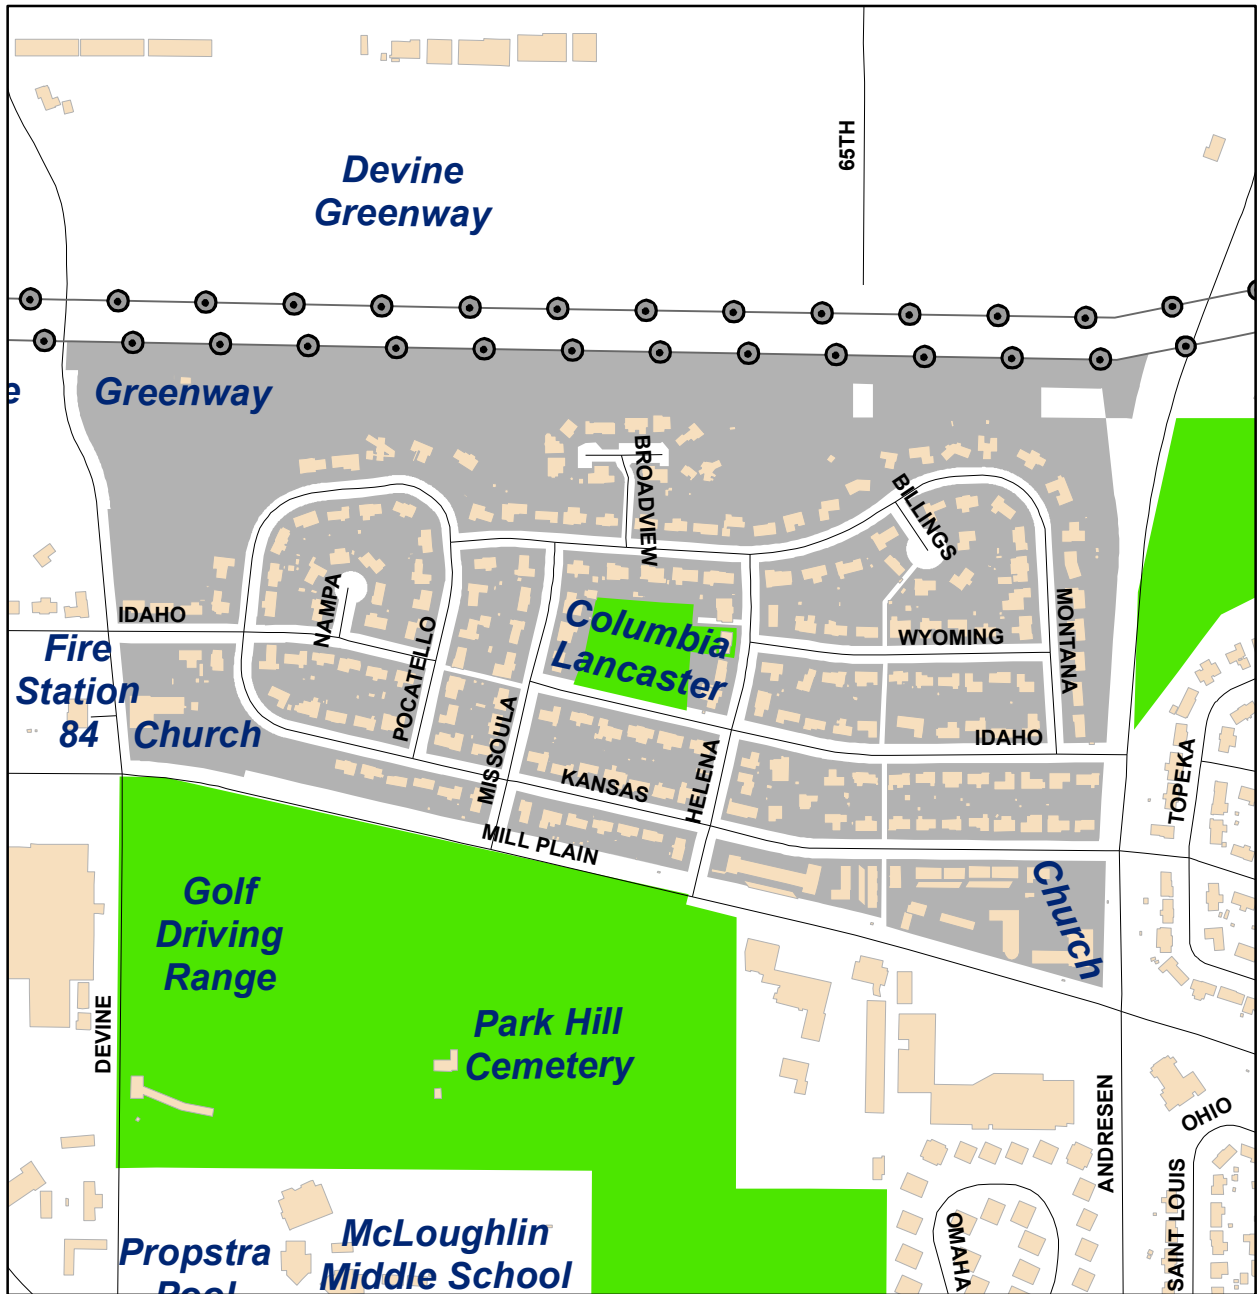 65TH
Devine
Greenway
e
Greenway
BROADVIEW
BILLINGS
IDAHO
NAMPA
MONTANA
Columbia
Lancaster
WYOMING
Fire
Station
84
Church
POCATELLO
MISSOULA
IDAHO
HELENA
TOPEKA
KANSAS
MILL PLAIN
Church
Golf
Driving
Range
Park Hill
Cemetery
DEVINE
ANDRESEN
OHIO
SAINT LOUIS
OMAHA
McLoughlin
Middle School
Propstra
Pool